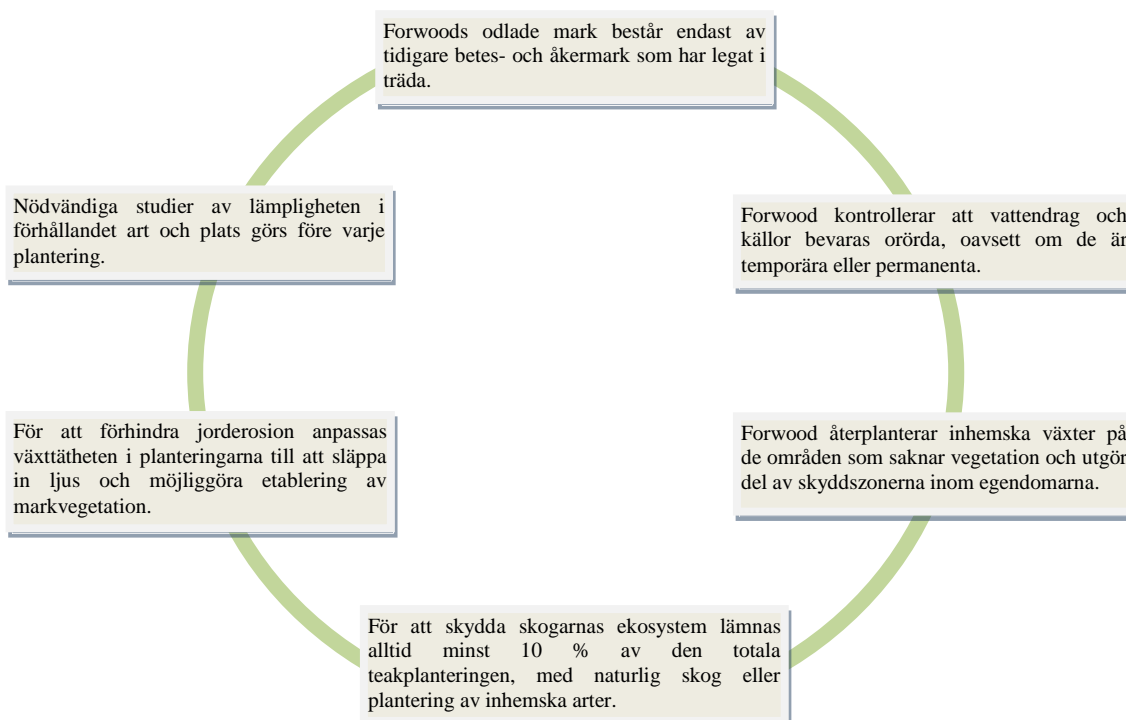 Forwoods odlade mark består endast av
tidigare betes- och åkermark som har legat i
träda.
Forwood kontrollerar att vattendrag och
källor bevaras orörda, oavsett om de är
temporära eller permanenta.
Forwood återplanterar inhemska växter på
de områden som saknar vegetation och utgör
del av skyddszonerna inom egendomarna.
För att skydda skogarnas ekosystem lämnas
alltid minst 10 % av den totala
teakplanteringen, med naturlig skog eller
plantering av inhemska arter.
För att förhindra jorderosion anpassas
växttätheten i planteringarna till att släppa
in ljus och möjliggöra etablering av
markvegetation.
Nödvändiga studier av lämpligheten i
förhållandet art och plats görs före varje
plantering.